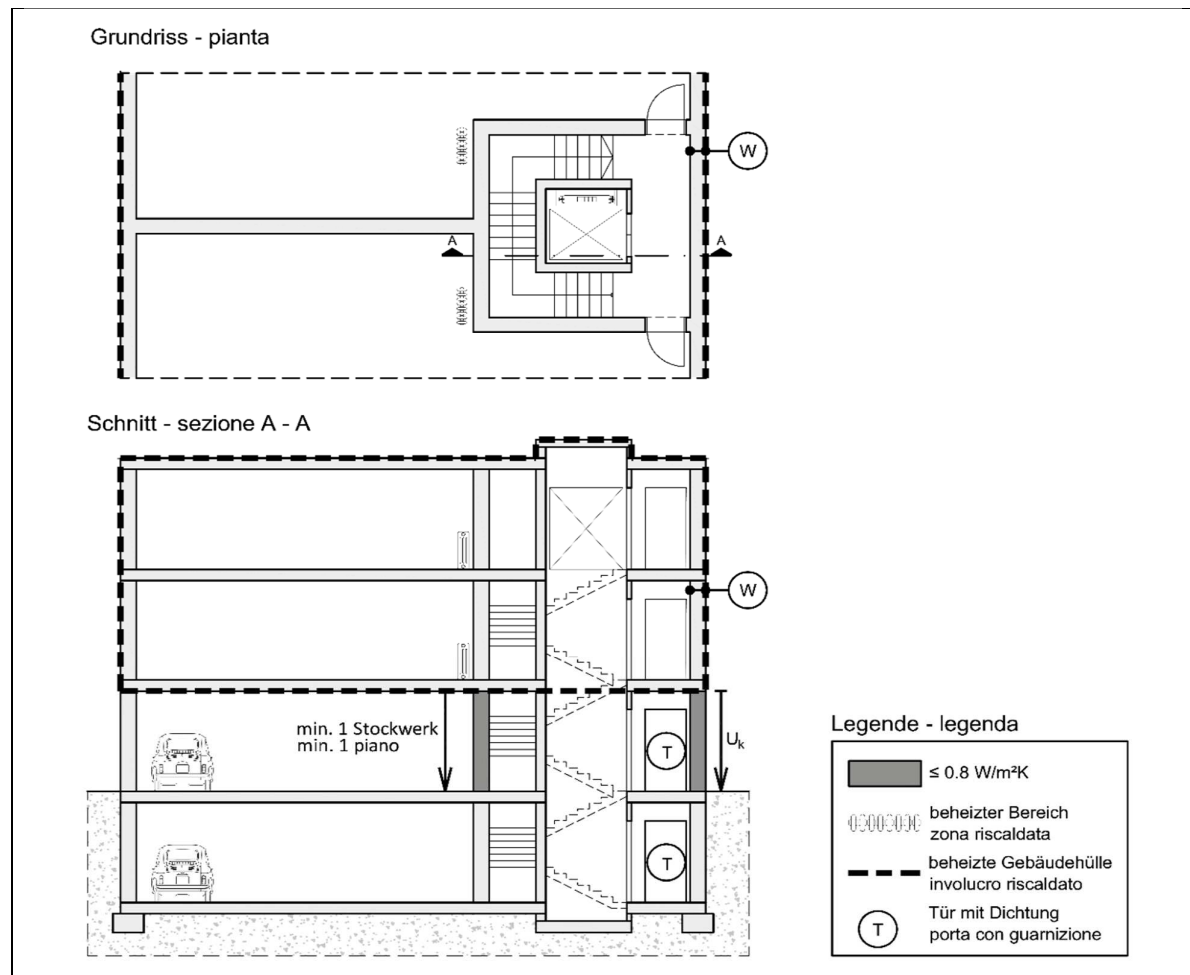 Grundriss - pianta
W
A
A
Schnitt - sezione A - A
W
min. 1 Stockwerk
min. 1 piano
Uk
T
T
Legende - legenda
≤ 0.8 W/m²K
beheizter Bereich
zona riscaldata
beheizte Gebäudehülle
involucro riscaldato
T
Tür mit Dichtung
porta con guarnizione